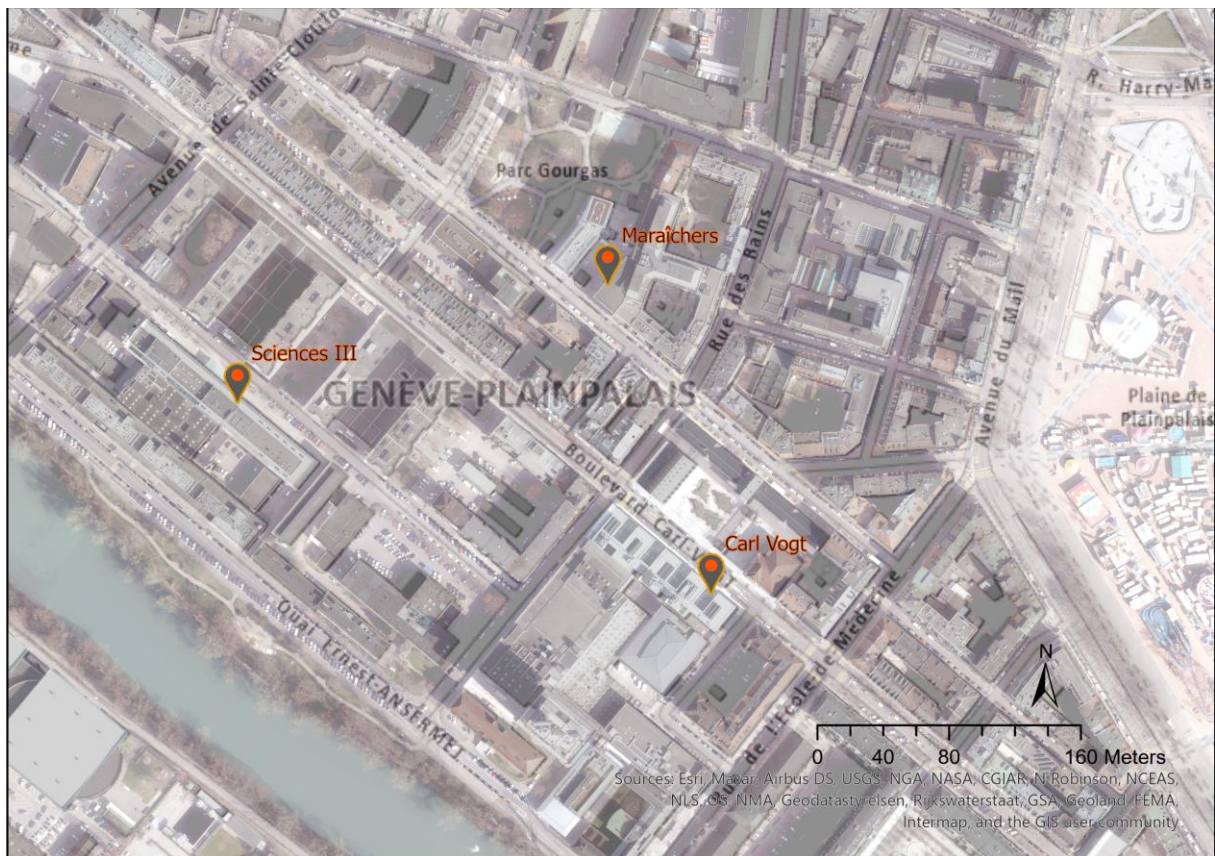 ne
Avenue de Sainte-Clotilde
R. Harry-Ma
Parc Gourgas
Maraîchers
Rue des Bains
Avenue du Mail
Sciences III
GENÈVE-PLAINPALAIS
Plaine de
Plainpalais
Boulevard Carl-V
Carl Vogt
Quai Ernest-ANSERMET
Rue de l'École de Médecine
N
0 40 80 160 Meters
Sources: Esri, Maxar, Airbus DS, USGS, NGA, NASA, CGIAR, N Robinson, NCEAS,
NLS, OS, NMA, Geodatastyrelsen, Rijkswaterstaat, GSA, Geoland, FEMA,
Intermap, and the GIS user community